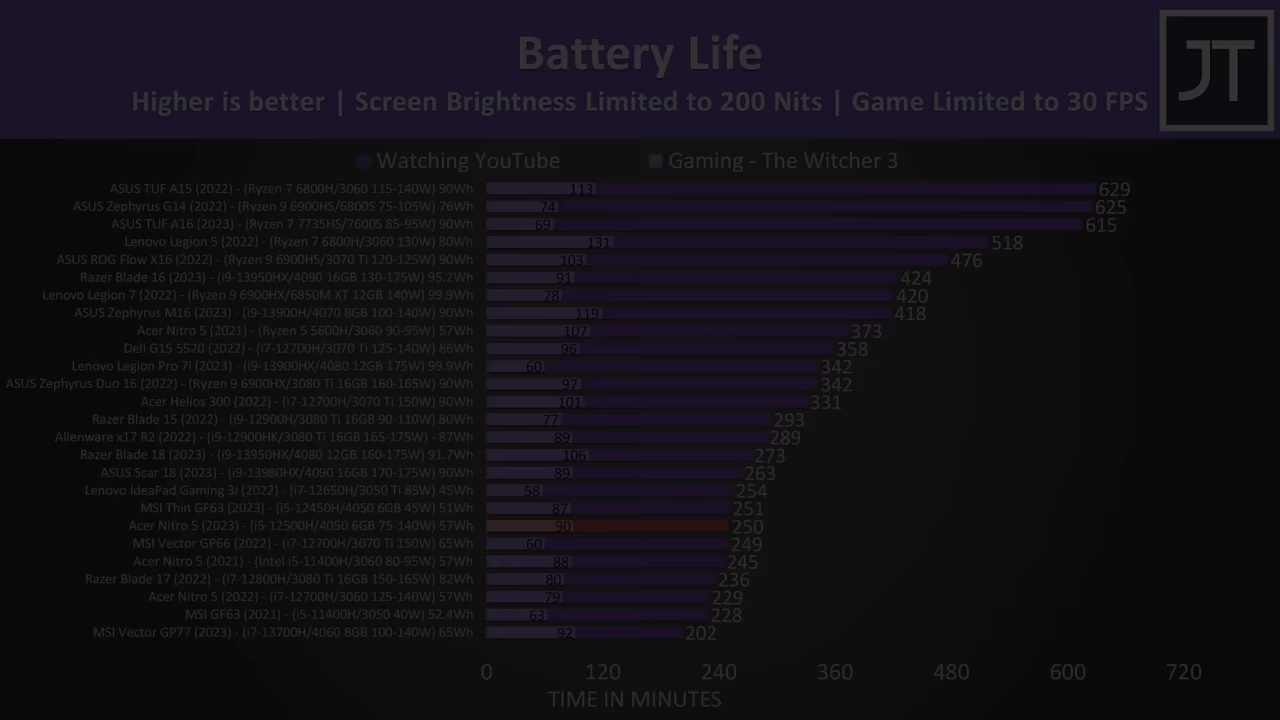 Battery Life
JT
Higher is better | Screen Brightness Limited to 200 Nits | Game Limited to 30 FPS
Watching YouTube Gaming - The Witcher 3
ASUS TUF A15 (2022) - (Ryzen 7 6800H/3060 115-140W) 90Wh 113 629
ASUS Zephyrus G14 (2022) - (Ryzen 9 6900HS/6800S 75-105W) 76Wh 74 625
ASUS TUF A16 (2023) - (Ryzen 7 7735HS/7600S 85-95W) 90Wh 69 615
Lenovo Legion 5 (2022) - (Ryzen 7 6800H/3060 130W) 80Wh 131 518
ASUS ROG Flow X16 (2022) - (Ryzen 9 6900HS/3070 Ti 120-125W) 90Wh 103 476
Razer Blade 16 (2023) - (i9-13950HX/4090 16GB 130-175W) 95.2Wh 91 424
Lenovo Legion 7 (2022) - (Ryzen 9 6900HX/6850M XT 12GB 140W) 99.9Wh 78 420
ASUS Zephyrus M16 (2023) - (i9-13900H/4070 8GB 100-140W) 90Wh 119 418
Acer Nitro 5 (2021) - (Ryzen 5 5600H/3060 90-95W) 57Wh 107 373
Dell G15 5520 (2022) - (i7-12700H/3070 Ti 125-140W) 86Wh 96 358
Lenovo Legion Pro 7i (2023) - (i9-13900HX/4080 12GB 175W) 99.9Wh 60 342
ASUS Zephyrus Duo 16 (2022) - (Ryzen 9 6900HX/3080 Ti 16GB 160-165W) 90Wh 97 342
Acer Helios 300 (2022) - (i7-12700H/3070 Ti 150W) 90Wh 101 331
Razer Blade 15 (2022) - (i9-12900H/3080 Ti 16GB 90-110W) 80Wh 77 293
Alienware x17 R2 (2022) - (i9-12900HK/3080 Ti 16GB 165-175W) - 87Wh 89 289
Razer Blade 18 (2023) - (i9-13950HX/4080 12GB 160-175W) 91.7Wh 106 273
ASUS Scar 18 (2023) - (i9-13980HX/4090 16GB 170-175W) 90Wh 89 263
Lenovo IdeaPad Gaming 3i (2022) - (i7-12650H/3050 Ti 85W) 45Wh 58 254
MSI Thin GF63 (2023) - (i5-12450H/4050 6GB 45W) 51Wh 87 251
Acer Nitro 5 (2023) - (i5-12500H/4050 6GB 75-140W) 57Wh 90 250
MSI Vector GP66 (2022) - (i7-12700H/3070 Ti 150W) 65Wh 60 249
Acer Nitro 5 (2021) - (Intel i5-11400H/3060 80-95W) 57Wh 88 245
Razer Blade 17 (2022) - (i7-12800H/3080 Ti 16GB 150-165W) 82Wh 80 236
Acer Nitro 5 (2022) - (i7-12700H/3060 125-140W) 57Wh 79 229
MSI GF63 (2021) - (i5-11400H/3050 40W) 52.4Wh 63 228
MSI Vector GP77 (2023) - (i7-13700H/4060 8GB 100-140W) 65Wh 92 202
0 120 240 360 480 600 720
TIME IN MINUTES